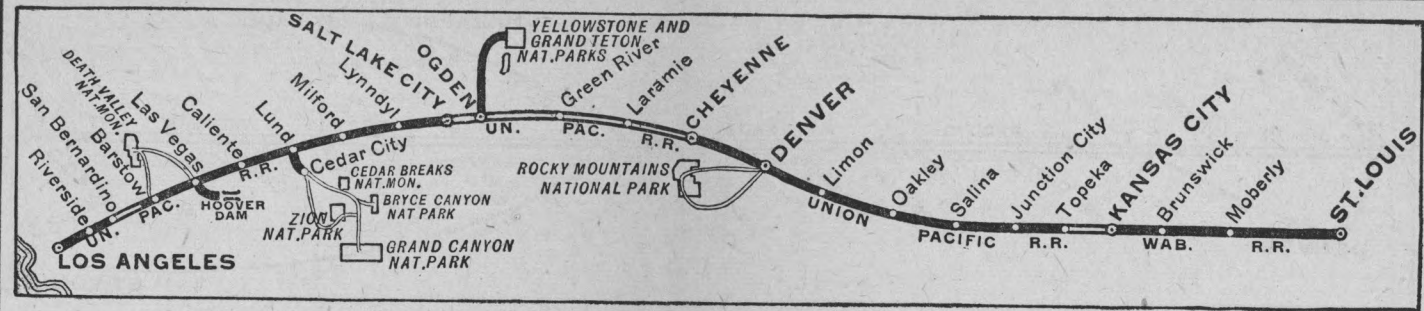 LOS ANGELES
Riverside
San Bernardino
Barstow
DEATH VALLEY
NAT.MON.
Las Vegas
HOOVER
DAM
Caliente
Lund
Cedar City
CEDAR BREAKS
NAT.MON.
BRYCE CANYON
NAT PARK
ZION
NAT.PARK
GRAND CANYON
NAT.PARK
Milford
Lynndyl
SALT LAKE CITY
OGDEN
YELLOWSTONE AND
GRAND TETON
NAT.PARKS
Green River
Laramie
CHEYENNE
ROCKY MOUNTAINS
NATIONAL PARK
DENVER
Limon
Oakley
Salina
Junction City
Topeka
KANSAS CITY
Brunswick
Moberly
ST. LOUIS
UN. PAC. R.R.
UN. PAC. R.R.
UNION PACIFIC R.R.
WAB. R.R.